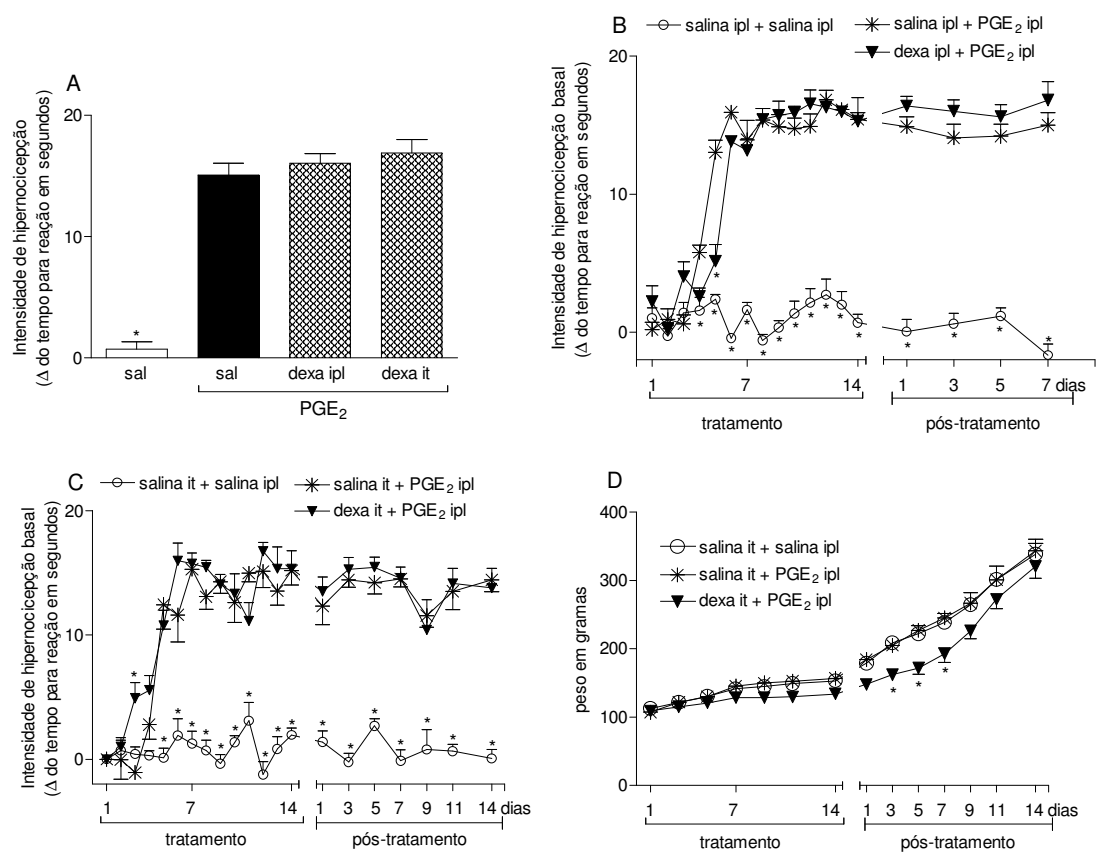 A
Intensidade de hipernocicepção
(Δ do tempo para reação em segundos)
20
10
0
*
sal
sal
dexa ipl
dexa it
PGE2
B
salina ipl + salina ipl
salina ipl + PGE2 ipl
dexa ipl + PGE2 ipl
Intensidade de hipernocicepção basal
(Δ do tempo para reação em segundos)
20
10
0
* * * * * * * * * * * *
* * * *
1 7 14
1 3 5 7 dias
tratamento
pós-tratamento
C
salina it + salina ipl
salina it + PGE2 ipl
dexa it + PGE2 ipl
Intensidade de hipernocicepção basal
(Δ do tempo para reação em segundos)
20
10
0
* * * * * * * * * * *
* * * * * * *
1 7 14
1 3 5 7 9 11 14 dias
tratamento
pós-tratamento
D
salina it + salina ipl
salina it + PGE2 ipl
dexa it + PGE2 ipl
peso em gramas
400
300
200
100
0
* * *
1 7 14
1 3 5 7 9 11 14
tratamento
pós-tratamento